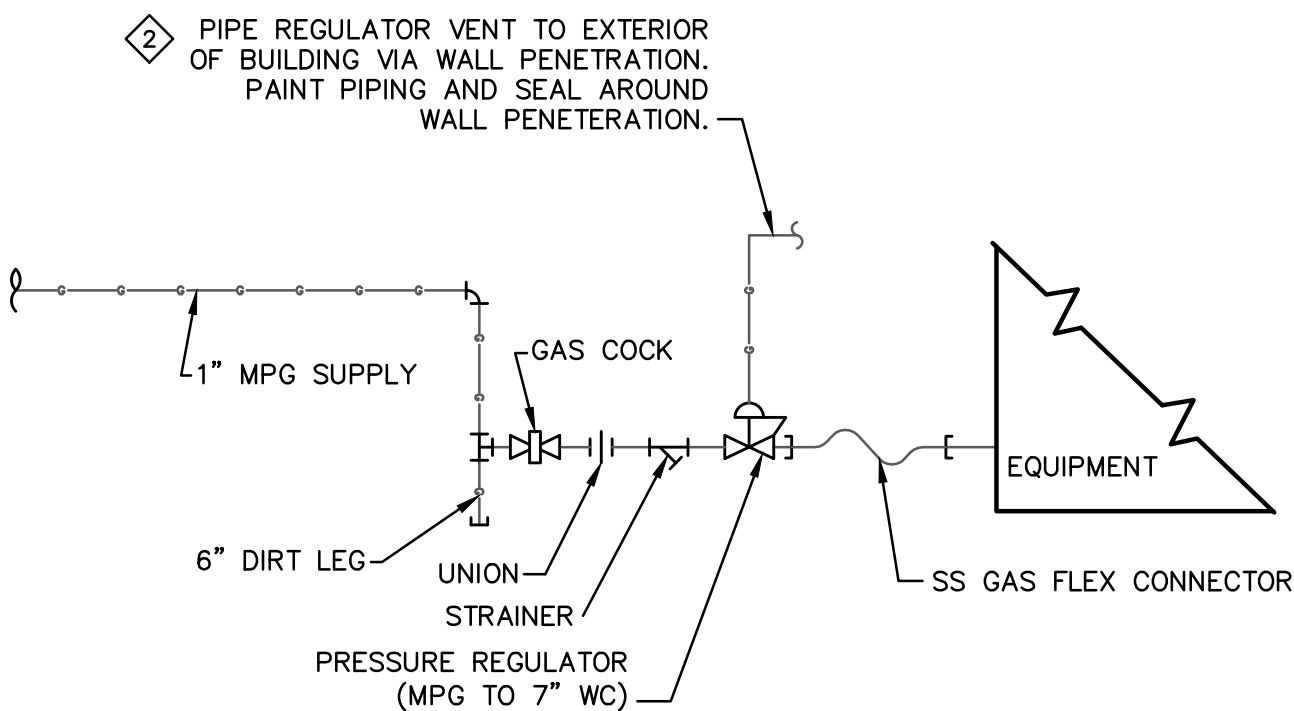 2
PIPE REGULATOR VENT TO EXTERIOR
OF BUILDING VIA WALL PENETRATION.
PAINT PIPING AND SEAL AROUND
WALL PENETERATION.
G G G G G G G
G
G
G
G
G
1" MPG SUPPLY
GAS COCK
EQUIPMENT
6" DIRT LEG
UNION
STRAINER
SS GAS FLEX CONNECTOR
PRESSURE REGULATOR
(MPG TO 7" WC)